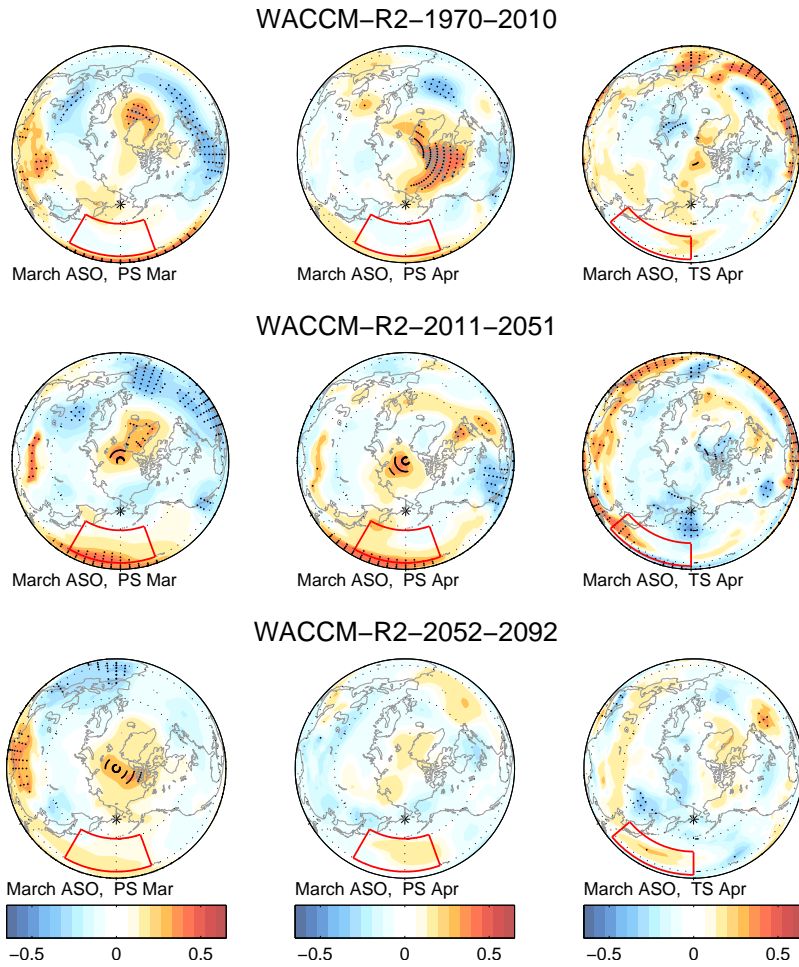 WACCM−R2−1970−2010
March ASO, PS Mar
March ASO, PS Apr
March ASO, TS Apr
WACCM−R2−2011−2051
March ASO, PS Mar
March ASO, PS Apr
March ASO, TS Apr
WACCM−R2−2052−2092
March ASO, PS Mar
March ASO, PS Apr
March ASO, TS Apr
−0.5 0 0.5
−0.5 0 0.5
−0.5 0 0.5